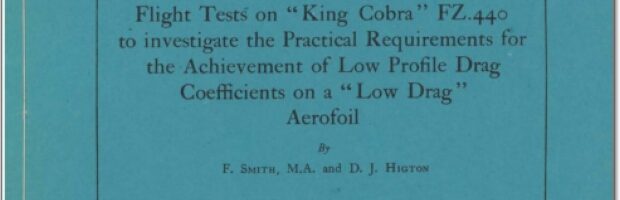 Flight Tests on “King Cobra” FZ.440
to investigate the Practical Requirements for
the Achievement of Low Profile Drag
Coefficients on a “Low Drag”
Aerofoil
By
F. Smith, M.A. and D. J. Higton